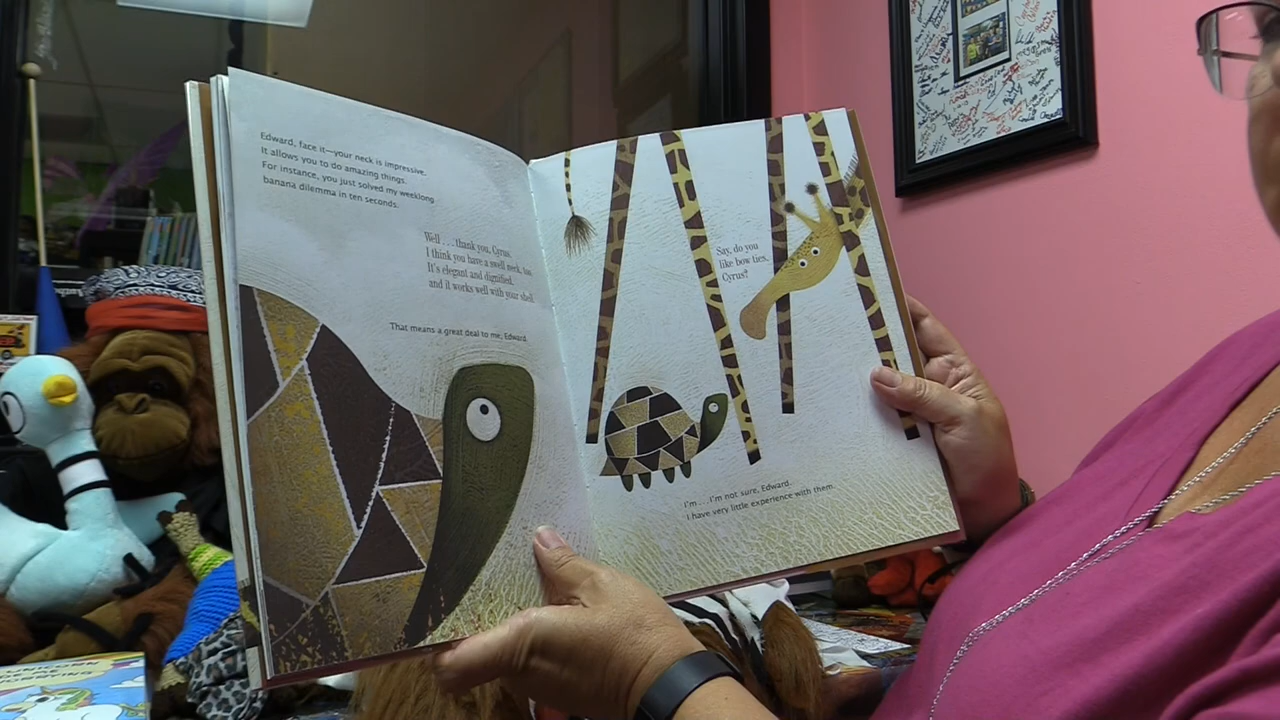 Edward, face it—your neck is impressive.
It allows you to do amazing things.
For instance, you just solved my weeklong
banana dilemma in ten seconds.
Well . . . thank you, Cyrus.
I think you have a swell neck, too.
It's elegant and dignified,
and it works well with your shell.
That means a great deal to me, Edward.
Say, do you
like bow ties,
Cyrus?
I'm . . . I'm not sure, Edward.
I have very little experience with them.